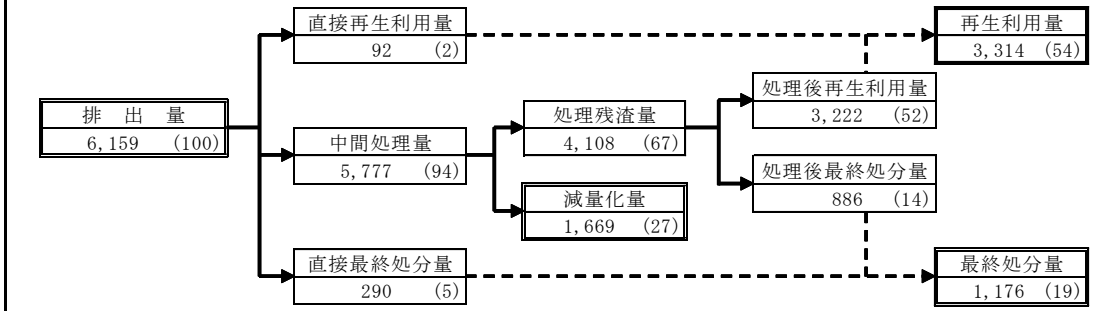 直接再生利用量
92 (2)
再生利用量
3,314 (54)
排 出 量
6,159 (100)
中間処理量
5,777 (94)
処理残渣量
4,108 (67)
処理後再生利用量
3,222 (52)
処理後最終処分量
886 (14)
減量化量
1,669 (27)
直接最終処分量
290 (5)
最終処分量
1,176 (19)